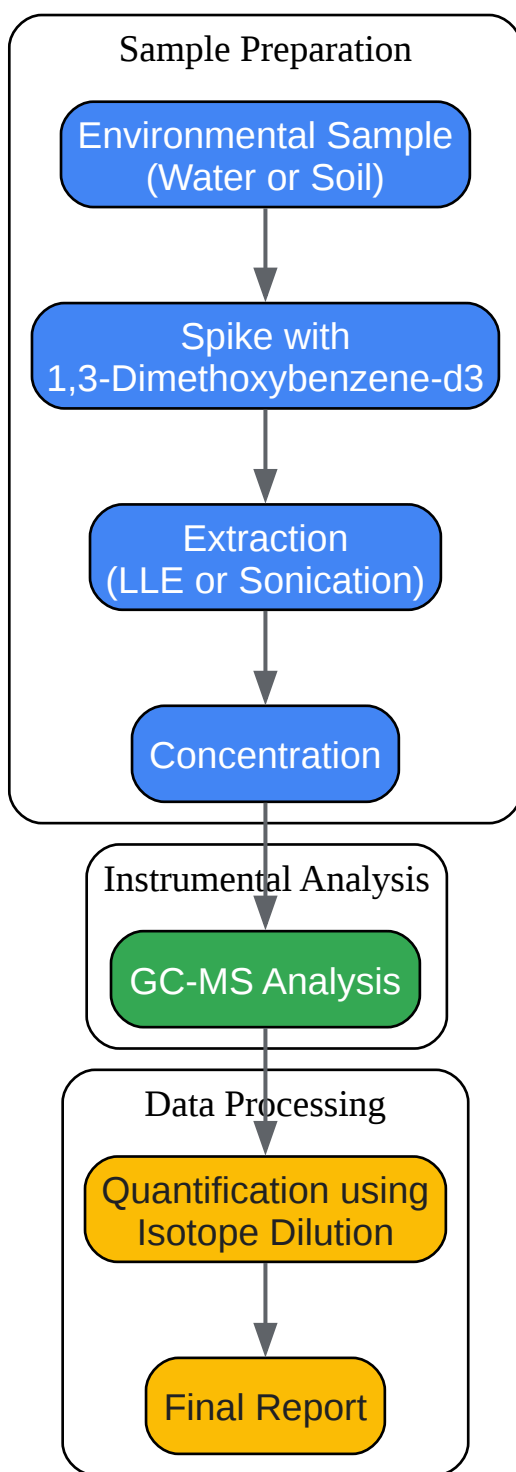 Sample Preparation
Environmental Sample
(Water or Soil)
Spike with
1,3-Dimethoxybenzene-d3
Extraction
(LLE or Sonication)
Concentration
Instrumental Analysis
GC-MS Analysis
Data Processing
Quantification using
Isotope Dilution
Final Report